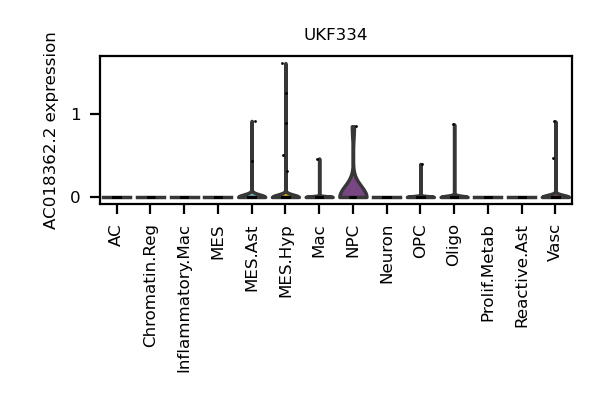 UKF334
AC018362.2 expression
1
0
AC
Chromatin.Reg
Inflammatory.Mac
MES
MES.Ast
MES.Hyp
Mac
NPC
Neuron
OPC
Oligo
Prolif.Metab
Reactive.Ast
Vasc